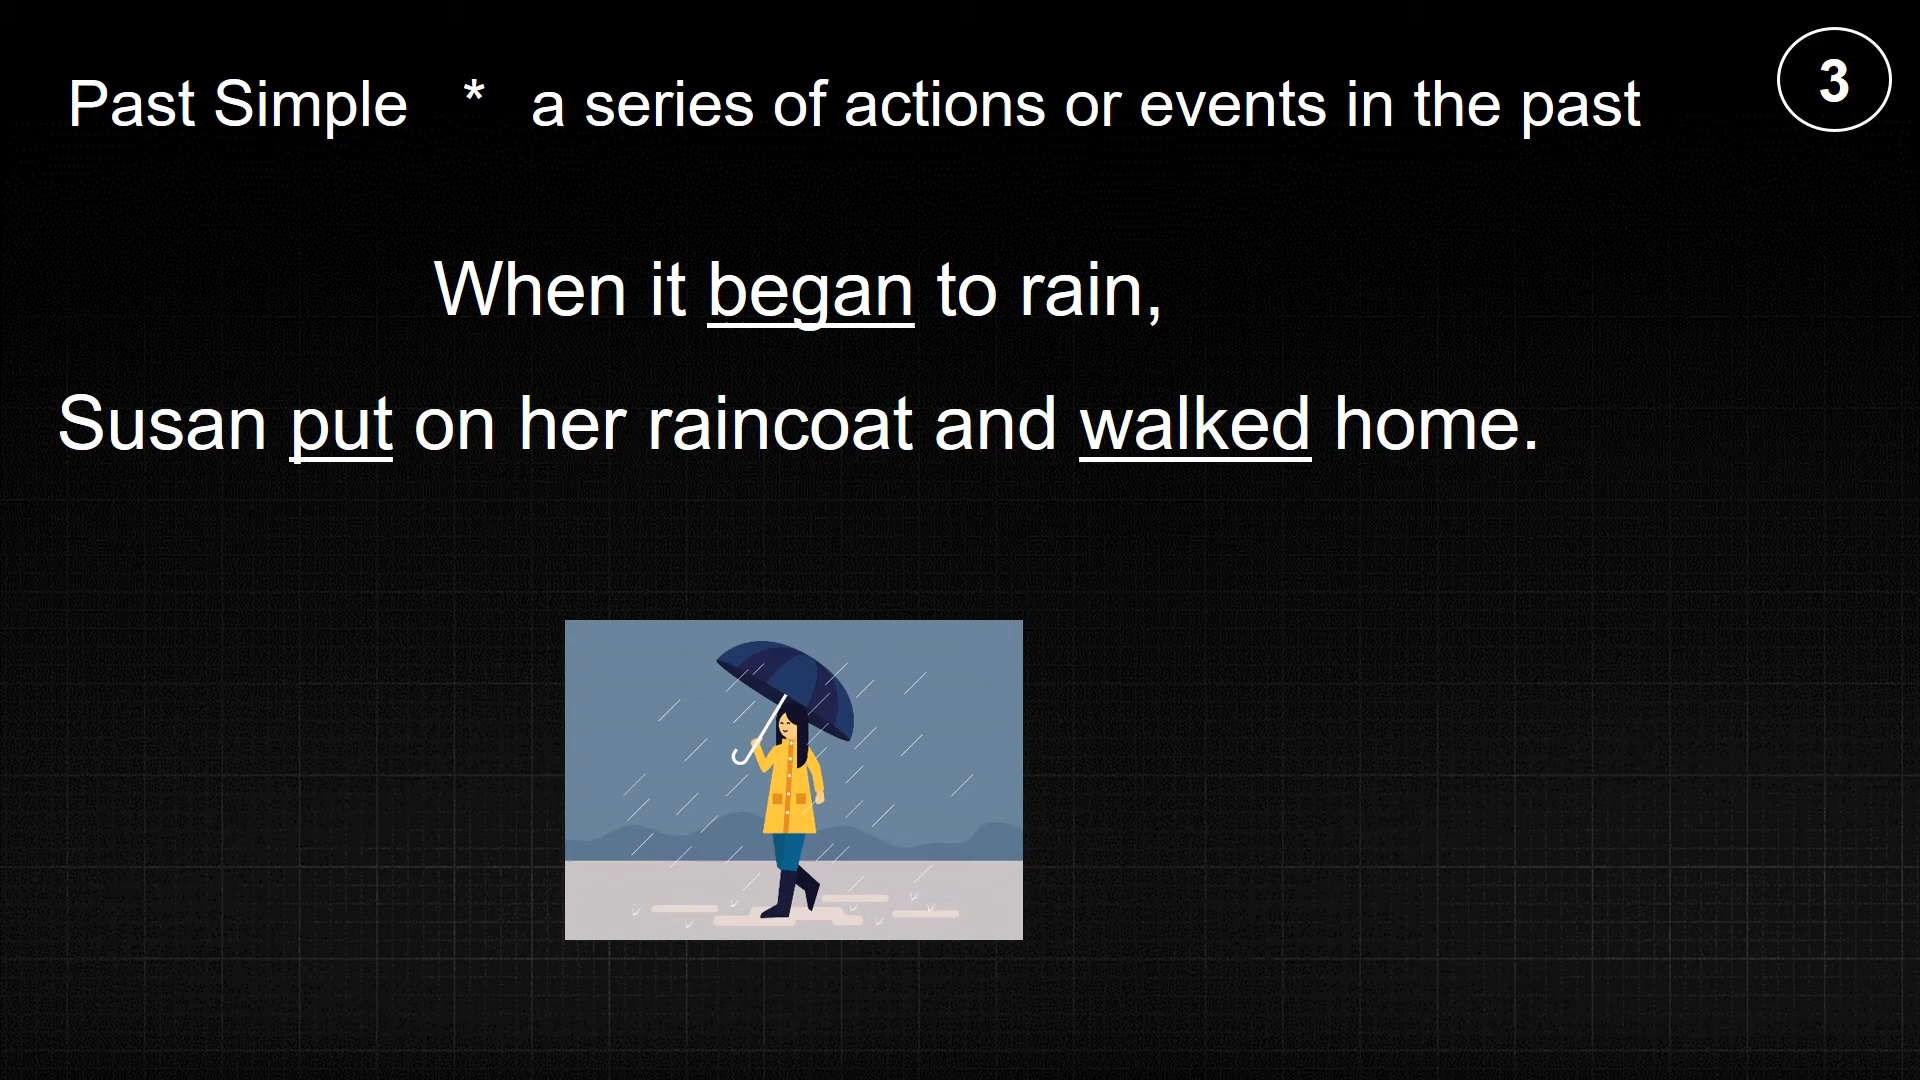 Past Simple * a series of actions or events in the past
3
When it began to rain,
Susan put on her raincoat and walked home.